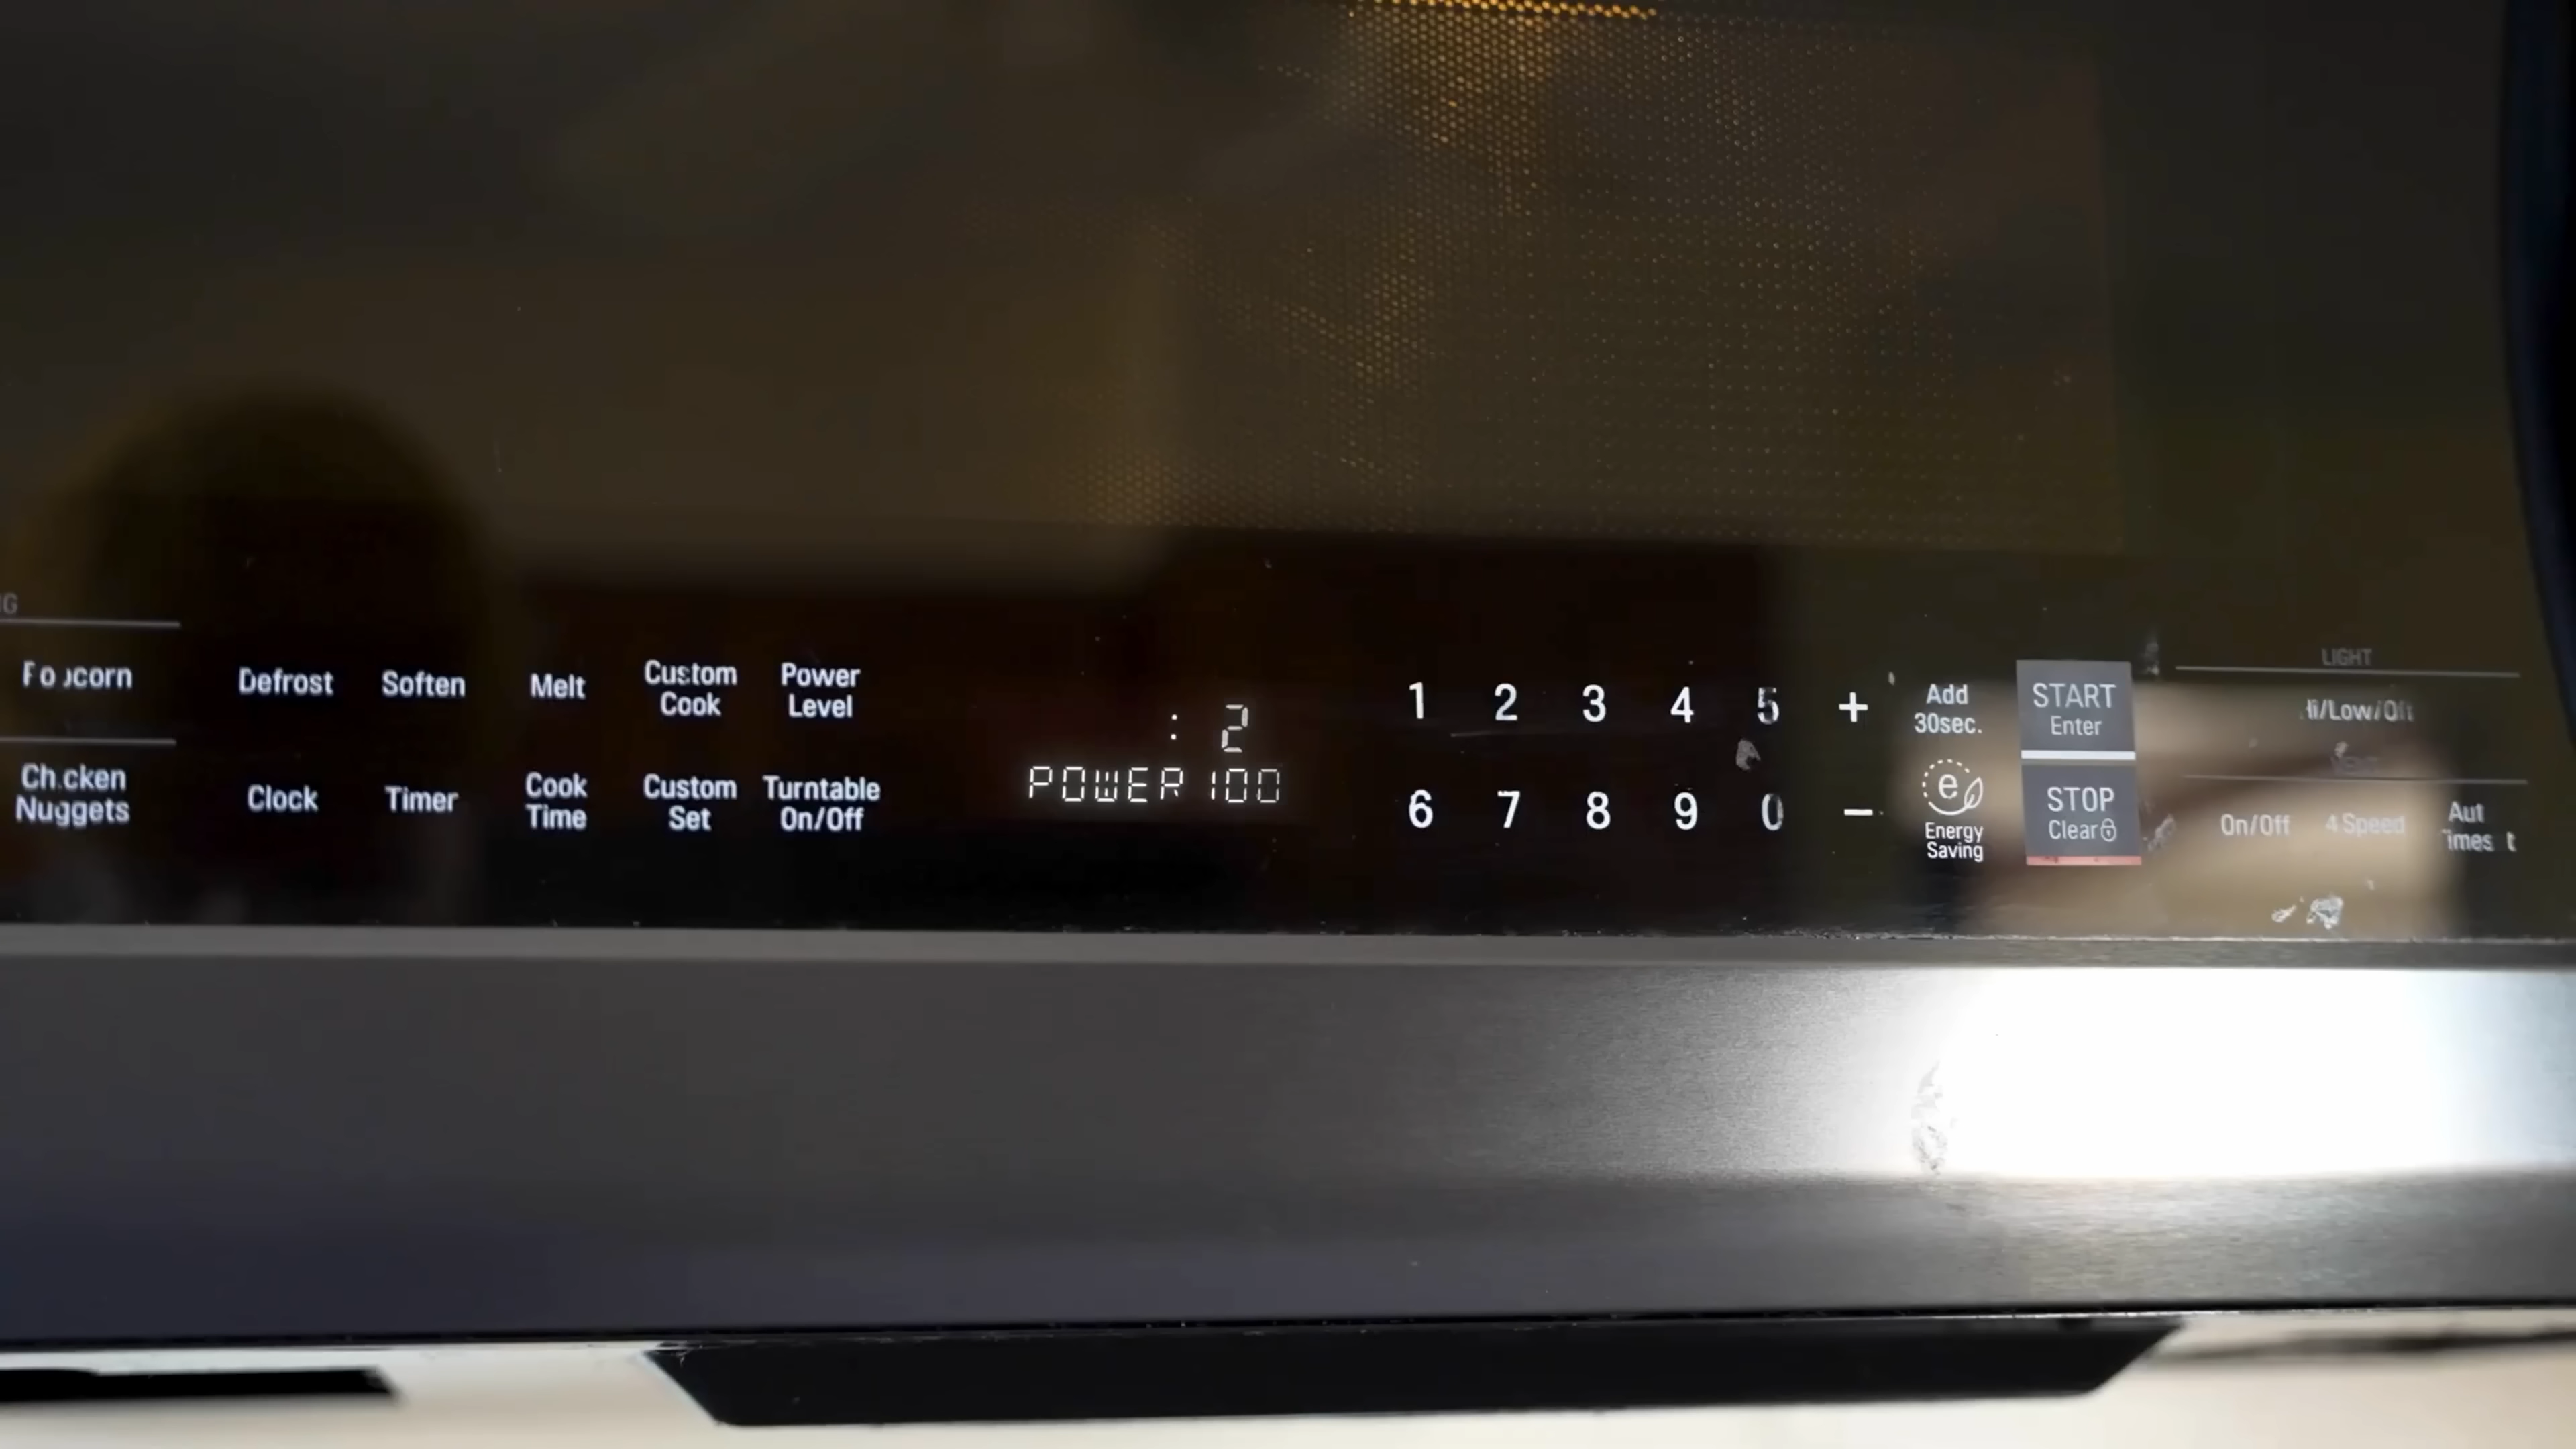 Defrost
Soften
Melt
Custom
Cook
Power
Level
Chicken
Nuggets
Clock
Timer
Cook
Time
Custom
Set
Turntable
On/Off
: 2
POWER 100
1 2 3 4 5 +
6 7 8 9 0 -
Add
30sec.
e
Energy
Saving
START
Enter
STOP
Clear
LIGHT
On/Off
4 Speed